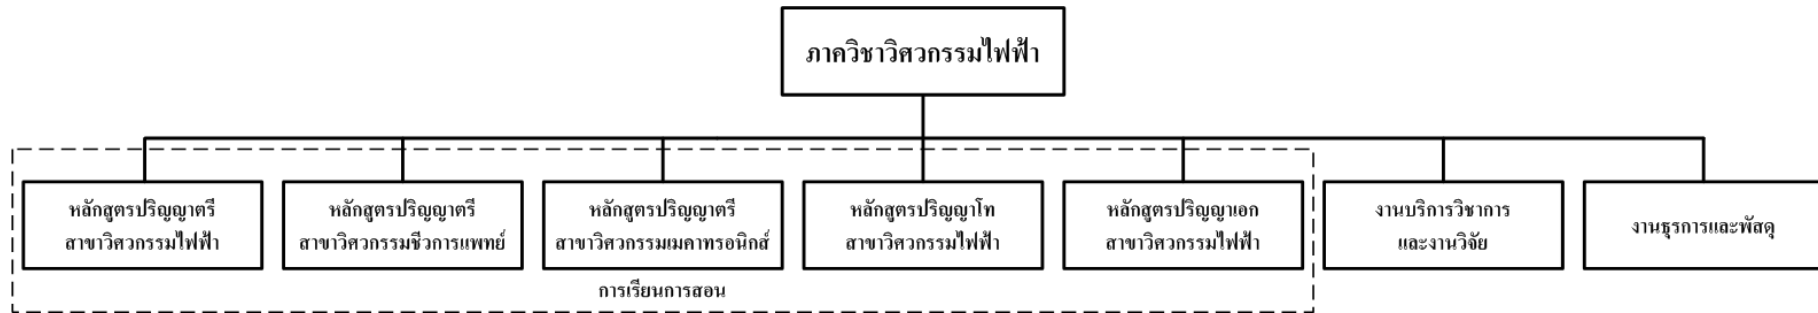 ภาควิชาวิศวกรรมไฟฟ้า
หลักสูตรปริญญาตรี
สาขาวิศวกรรมไฟฟ้า
หลักสูตรปริญญาตรี
สาขาวิศวกรรมชีวการแพทย์
หลักสูตรปริญญาตรี
สาขาวิศวกรรมเมคาทรอนิกส์
หลักสูตรปริญญาโท
สาขาวิศวกรรมไฟฟ้า
หลักสูตรปริญญาเอก
สาขาวิศวกรรมไฟฟ้า
งานบริการวิชาการ
และงานวิจัย
งานธุรการและพัสดุ
การเรียนการสอน